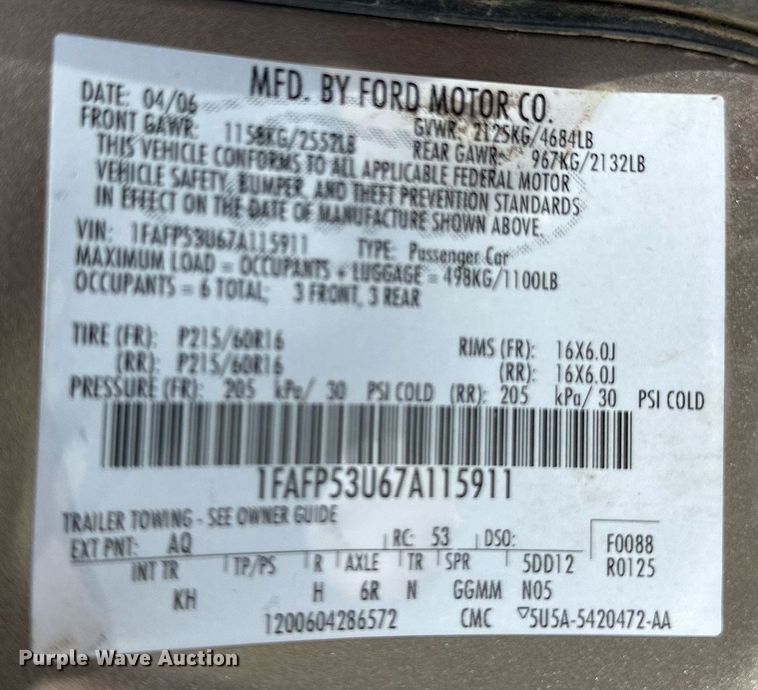 MFD. BY FORD MOTOR CO.
DATE: 04/06 GVWR: 2125KG/4684LB
FRONT GAWR: 1158KG/2552LB REAR GAWR: 967KG/2132LB
THIS VEHICLE CONFORMS TO ALL APPLICABLE FEDERAL MOTOR
VEHICLE SAFETY, BUMPER, AND THEFT PREVENTION STANDARDS
IN EFFECT ON THE DATE OF MANUFACTURE SHOWN ABOVE.
VIN: 1FAFP53U67A115911 TYPE: Passenger Car
MAXIMUM LOAD = OCCUPANTS + LUGGAGE = 498KG/1100LB
OCCUPANTS = 6 TOTAL; 3 FRONT, 3 REAR
TIRE (FR): P215/60R16 RIMS (FR): 16X6.0J
(RR): P215/60R16 (RR): 16X6.0J
PRESSURE (FR): 205 kPa/ 30 PSI COLD (RR): 205 kPa/ 30 PSI COLD
1FAFP53U67A115911
TRAILER TOWING - SEE OWNER GUIDE
EXT PNT: AQ RC: 53 DSO: F0088
INT TR TP/PS R AXLE TR SPR 5DD12 R0125
KH H 6R N GGMM N05
1200604286572 CMC ▽5U5A-5420472-AA
Purple Wave Auction